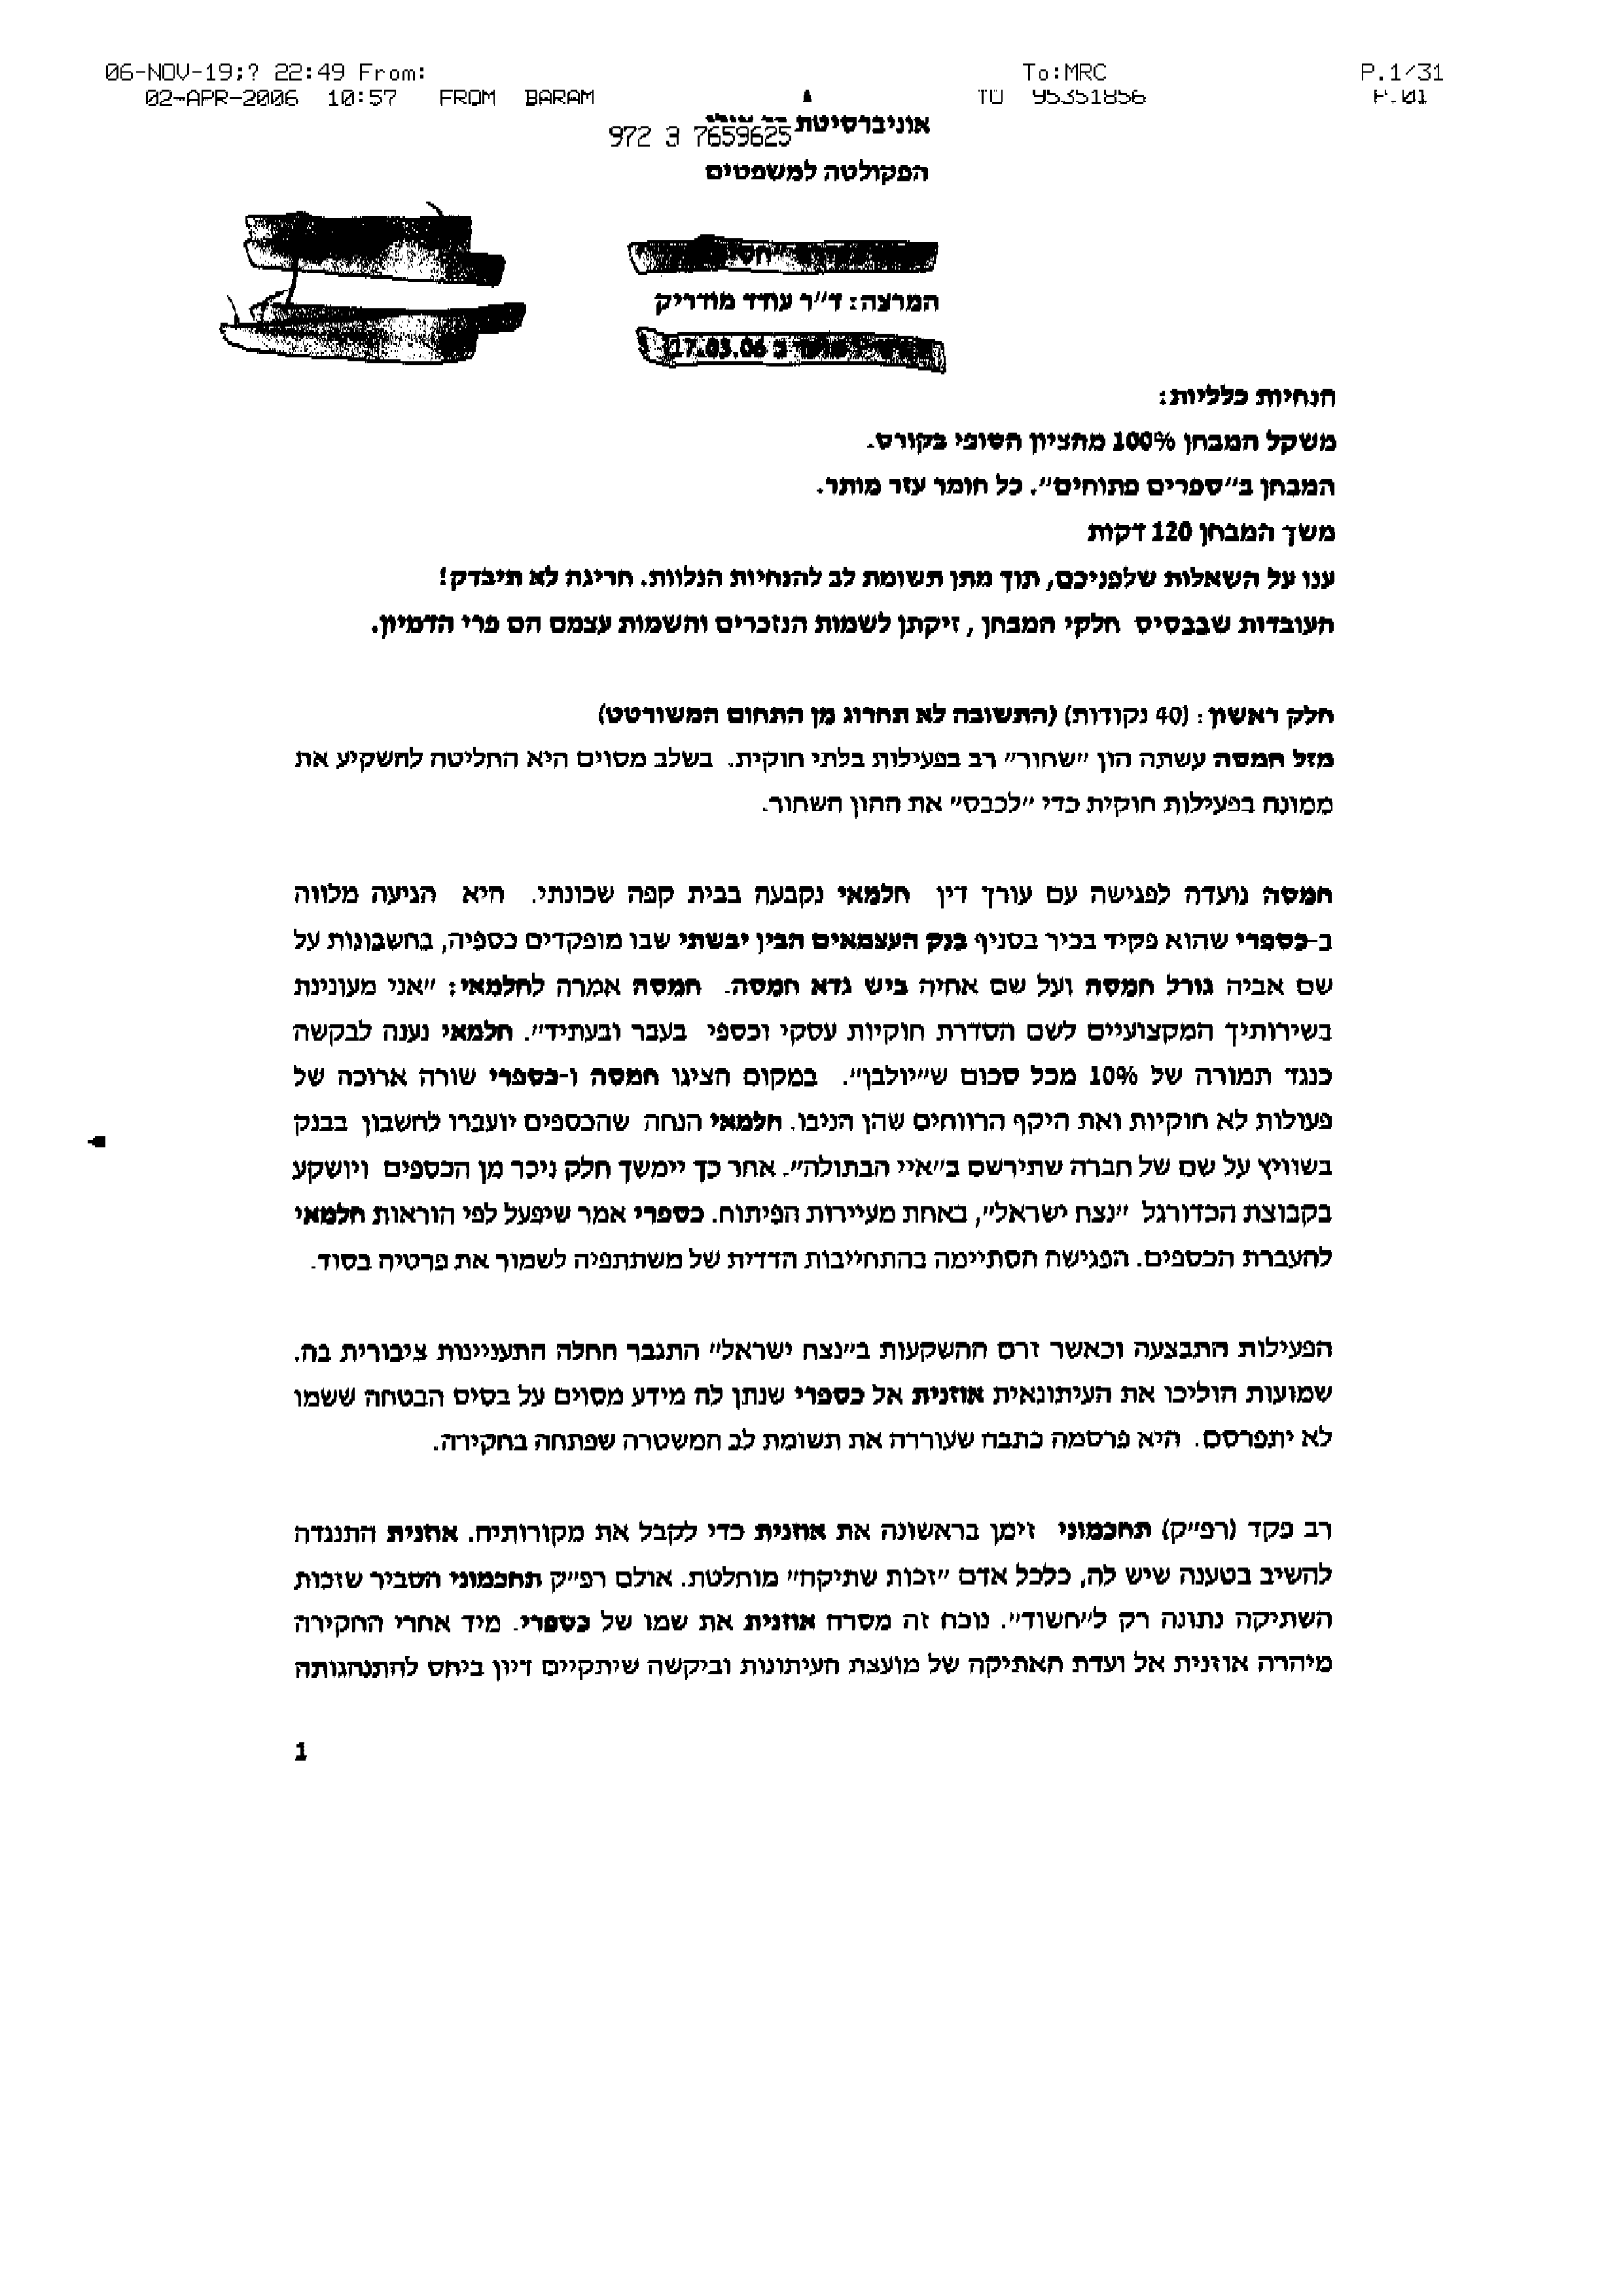 06-NOV-19;? 22:49 From: To:MRC P.1/31
02-APR-2006 10:57 FROM BARAM TO 95351856 P.01
אוניברסיטת
972 3 7659625
הפקולטה למשפטים
המרצה: ד"ר עודד מודריק
17.03.06
הנחיות כלליות:
משקל המבחן 100% מהציון הסופי בקורס.
המבחן ב"ספרים פתוחים". כל חומר עזר מותר.
משך המבחן 120 דקות
ענו על השאלות שלפניכם, תוך מתן תשומת לב להנחיות הנלוות. חריגה לא תיבדק!
העובדות שבבסיס חלקי המבחן, זיקתן לשמות הנזכרים והשמות עצמם הם פרי הדמיון.
חלק ראשון: (40 נקודות) (התשובה לא תחרוג מן התחום המשורטט)
מזל חמסה עשתה הון "שחור" רב בפעילות בלתי חוקית. בשלב מסוים היא החליטה להשקיע את
ממונה בפעילות חוקית כדי "לכבס" את ההון השחור.
חמסה נועדה לפגישה עם עורך דין חלמאי נקבעה בבית קפה שכונתי. היא הגיעה מלווה
ב-כספרי שהוא פקיד בכיר בסניף בנק העצמאים הבין יבשתי שבו מופקדים כספיה, בחשבונות על
שם אביה גורל חמסה ועל שם אחיה ביש גדא חמסה. חמסה אמרה לחלמאי: "אני מעונינת
בשירותיך המקצועיים לשם הסדרת חוקיות עסקי וכספי בעבר ובעתיד". חלמאי נענה לבקשה
כנגד תמורה של 10% מכל סכום ש"יולבן". במקום הציגו חמסה ו-כספרי שורה ארוכה של
פעולות לא חוקיות ואת היקף הרווחים שהן הניבו. חלמאי הנחה שהכספים יועברו לחשבון בבנק
בשוויץ על שם של חברה שתירשם ב"איי הבתולה". אחר כך יימשך חלק ניכר מן הכספים ויושקע
בקבוצת הכדורגל "נצח ישראל", באחת מעיירות הפיתוח. כספרי אמר שיפעל לפי הוראות חלמאי
להעברת הכספים. הפגישה הסתיימה בהתחייבות הדדית של משתתפיה לשמור את פרטיה בסוד.
הפעילות התבצעה וכאשר זרם ההשקעות ב"נצח ישראל" התגבר החלה התעניינות ציבורית בה.
שמועות הוליכו את העיתונאית אוזנית אל כספרי שנתן לה מידע מסוים על בסיס הבטחה ששמו
לא יתפרסם. היא פרסמה כתבה שעוררה את תשומת לב המשטרה שפתחה בחקירה.
רב פקד (רפ"ק) תחכמוני זימן בראשונה את אוזנית כדי לקבל את מקורותיה. אוזנית התנגדה
להשיב בטענה שיש לה, ככלל אדם "זכות שתיקה" מוחלטת. אולם רפ"ק תחכמוני הסביר שזכות
השתיקה נתונה רק ל"חשוד". נוכח זה מסרה אוזנית את שמו של כספרי. מיד אחרי החקירה
מיהרה אוזנית אל ועדת האתיקה של מועצת העיתונות וביקשה שיתקיים דיון ביחס להתנהגותה
1